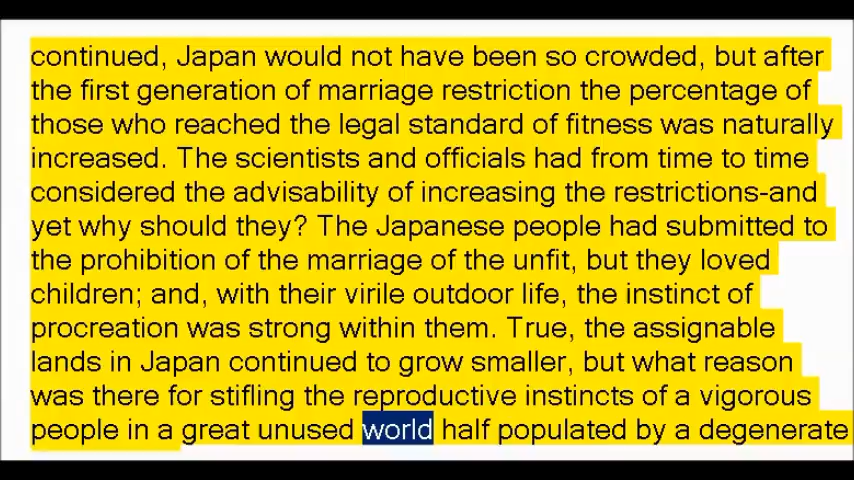 continued, Japan would not have been so crowded, but after
the first generation of marriage restriction the percentage of
those who reached the legal standard of fitness was naturally
increased. The scientists and officials had from time to time
considered the advisability of increasing the restrictions-and
yet why should they? The Japanese people had submitted to
the prohibition of the marriage of the unfit, but they loved
children; and, with their virile outdoor life, the instinct of
procreation was strong within them. True, the assignable
lands in Japan continued to grow smaller, but what reason
was there for stifling the reproductive instincts of a vigorous
people in a great unused world half populated by a degenerate